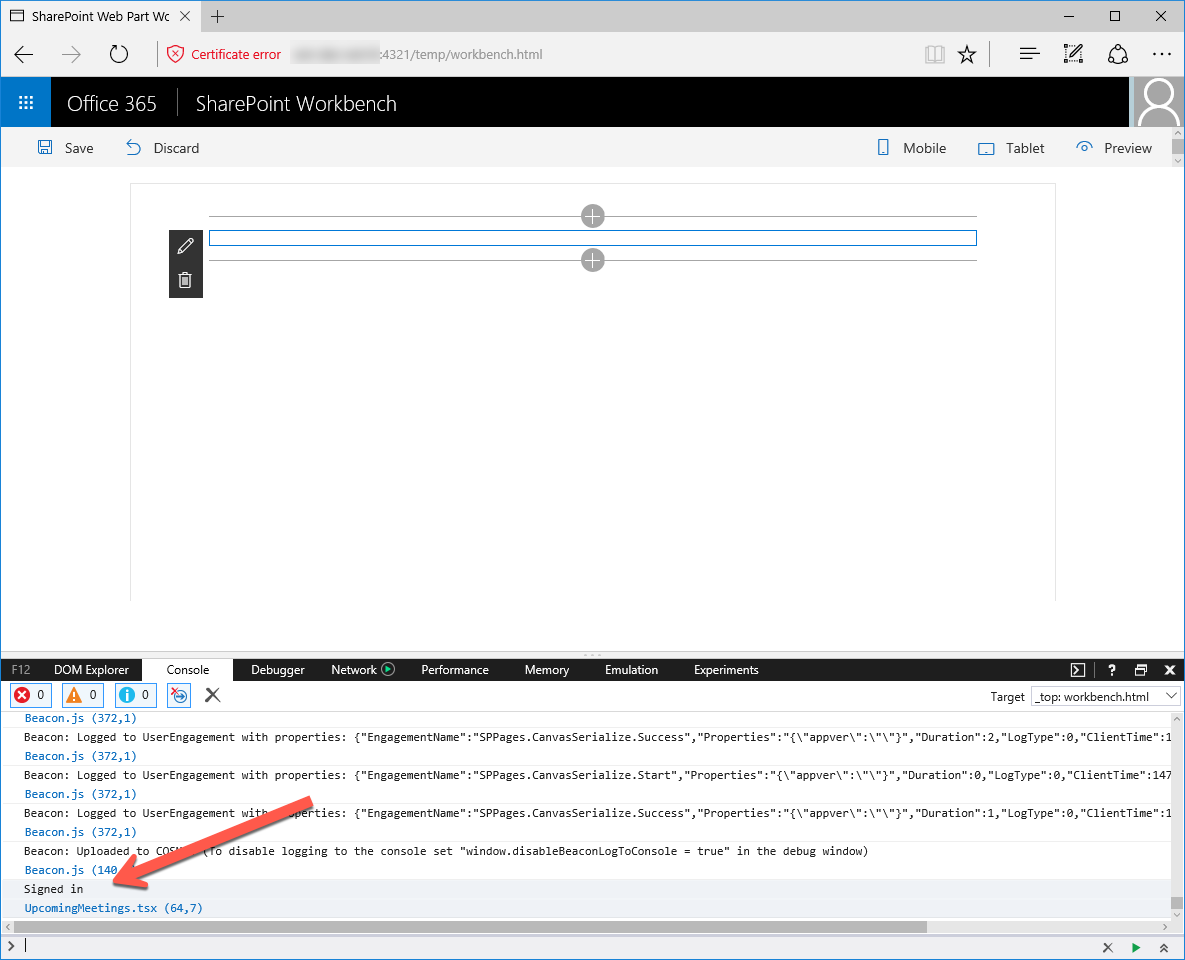 SharePoint Web Part Wo
Certificate error :4321/temp/workbench.html
Office 365 SharePoint Workbench
Save Discard Mobile Tablet Preview
F12 DOM Explorer Console Debugger Network Performance Memory Emulation Experiments ?
0 0 0 Target _top: workbench.html
Beacon.js (372,1)
Beacon: Logged to UserEngagement with properties: {"EngagementName":"SPPages.CanvasSerialize.Success","Properties":"{\"appver\":\"\"}","Duration":2,"LogType":0,"ClientTime":1
Beacon.js (372,1)
Beacon: Logged to UserEngagement with properties: {"EngagementName":"SPPages.CanvasSerialize.Start","Properties":"{\"appver\":\"\"}","Duration":0,"LogType":0,"ClientTime":147
Beacon.js (372,1)
Beacon: Logged to UserEngagement with properties: {"EngagementName":"SPPages.CanvasSerialize.Success","Properties":"{\"appver\":\"\"}","Duration":1,"LogType":0,"ClientTime":1
Beacon.js (372,1)
Beacon: Uploaded to (To disable logging to the console set "window.disableBeaconLogToConsole = true" in the debug window)
Beacon.js (140
Signed in
UpcomingMeetings.tsx (64,7)